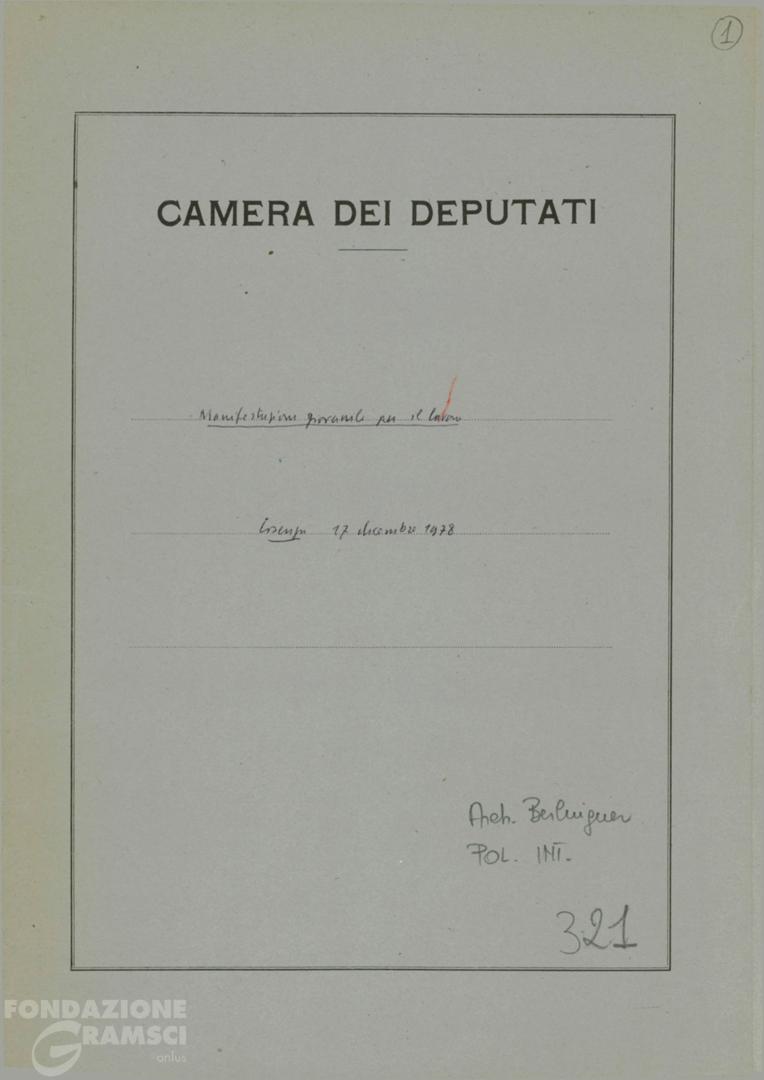 1
CAMERA DEI DEPUTATI
Manifestazione giovanile per il lavoro
17 dicembre 1978
Arch. Berlinguer
POL. INT.
321
FONDAZIONE
GRAMSCI
onlus